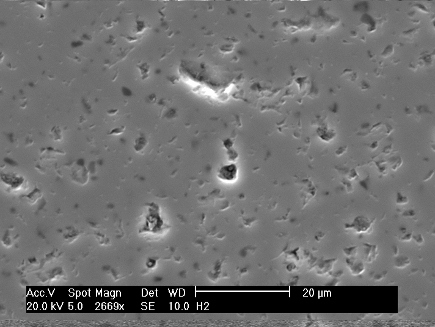 Acc.V Spot Magn Det WD 20 µm
20.0 kV 5.0 2669x SE 10.0 H2